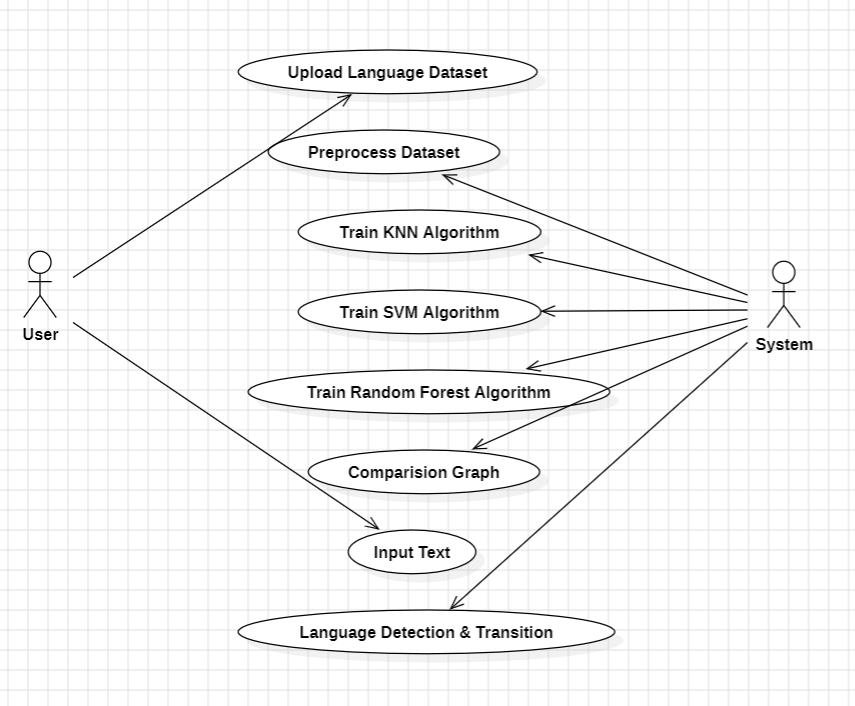 Upload Language Dataset
Preprocess Dataset
Train KNN Algorithm
Train SVM Algorithm
User
System
Train Random Forest Algorithm
Comparision Graph
Input Text
Language Detection & Transition